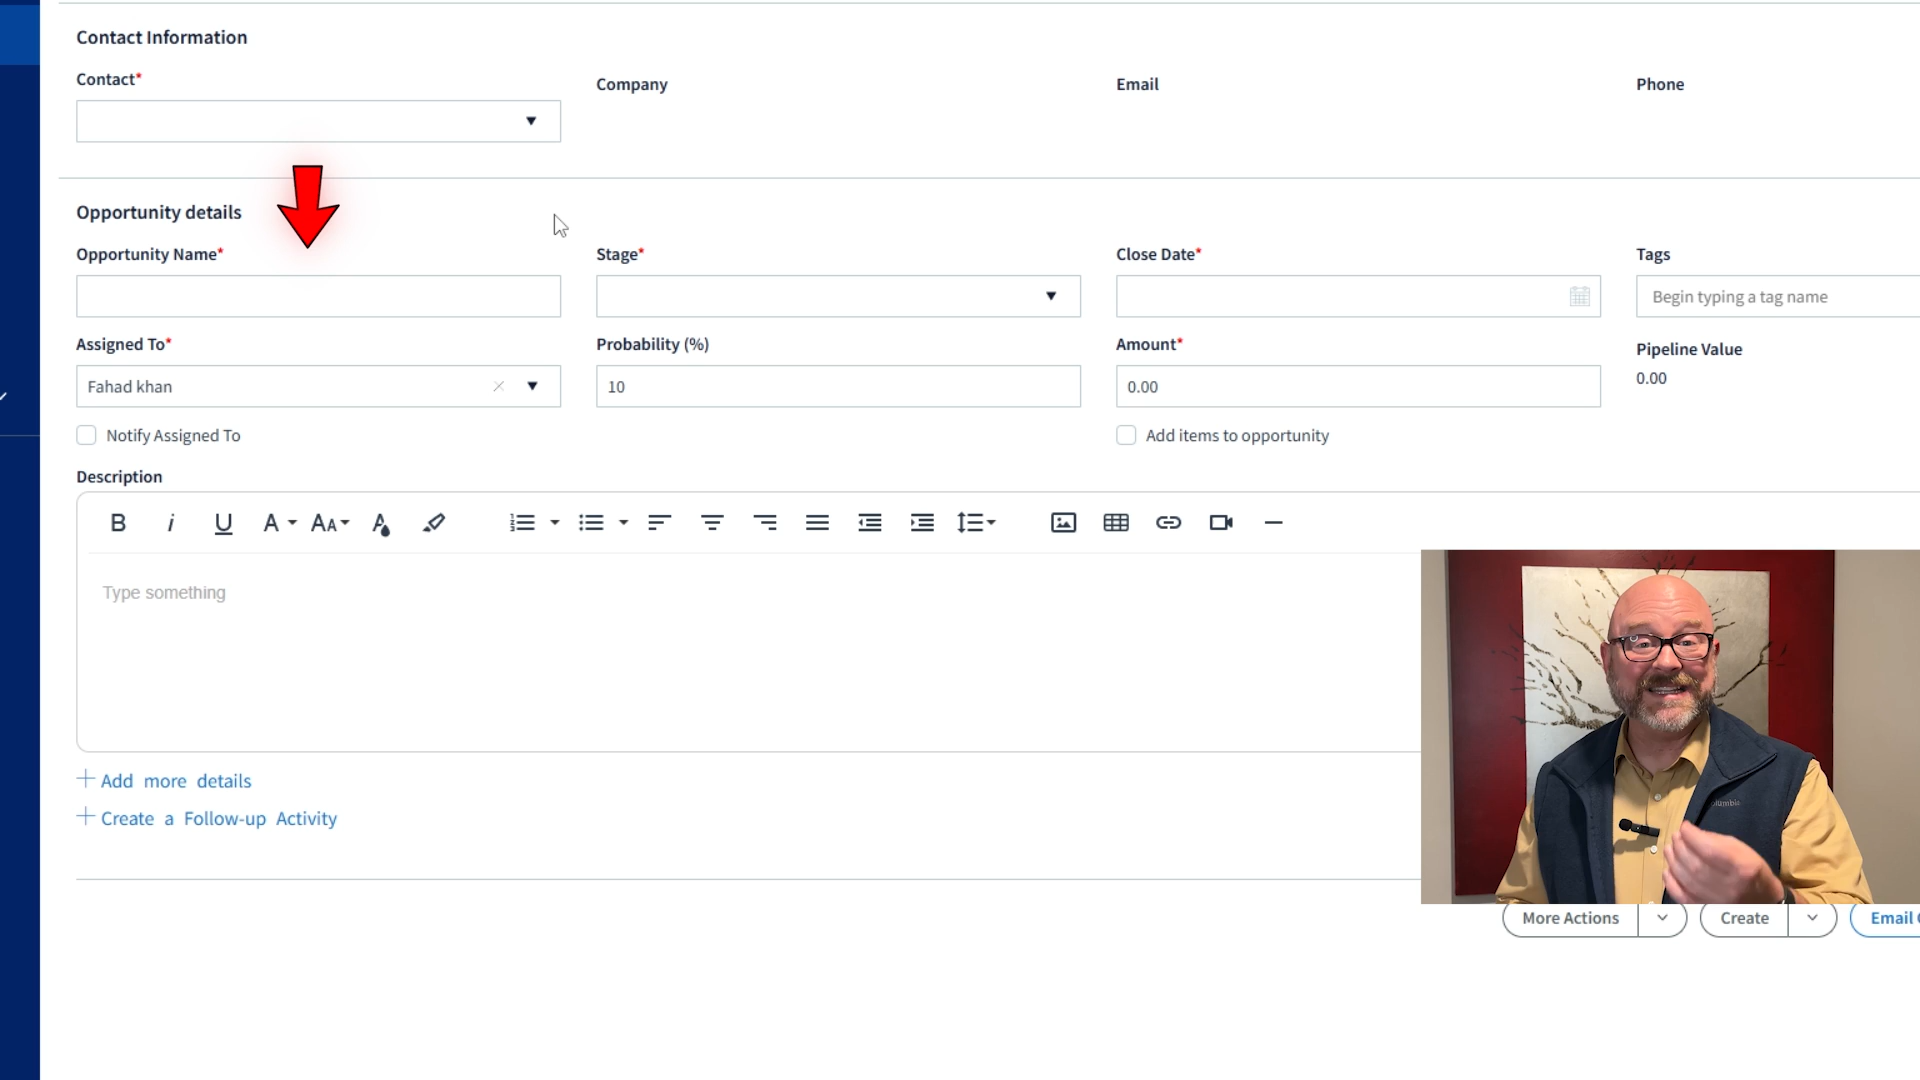 Contact Information
Contact*
Company
Email
Phone
Opportunity details
Opportunity Name*
Stage*
Close Date*
Tags
Begin typing a tag name
Assigned To*
Probability (%)
Amount*
Pipeline Value
Fahad khan
10
0.00
0.00
Notify Assigned To
Add items to opportunity
Description
B i U A AA A
Type something
+ Add more details
+ Create a Follow-up Activity
More Actions
Create
Email